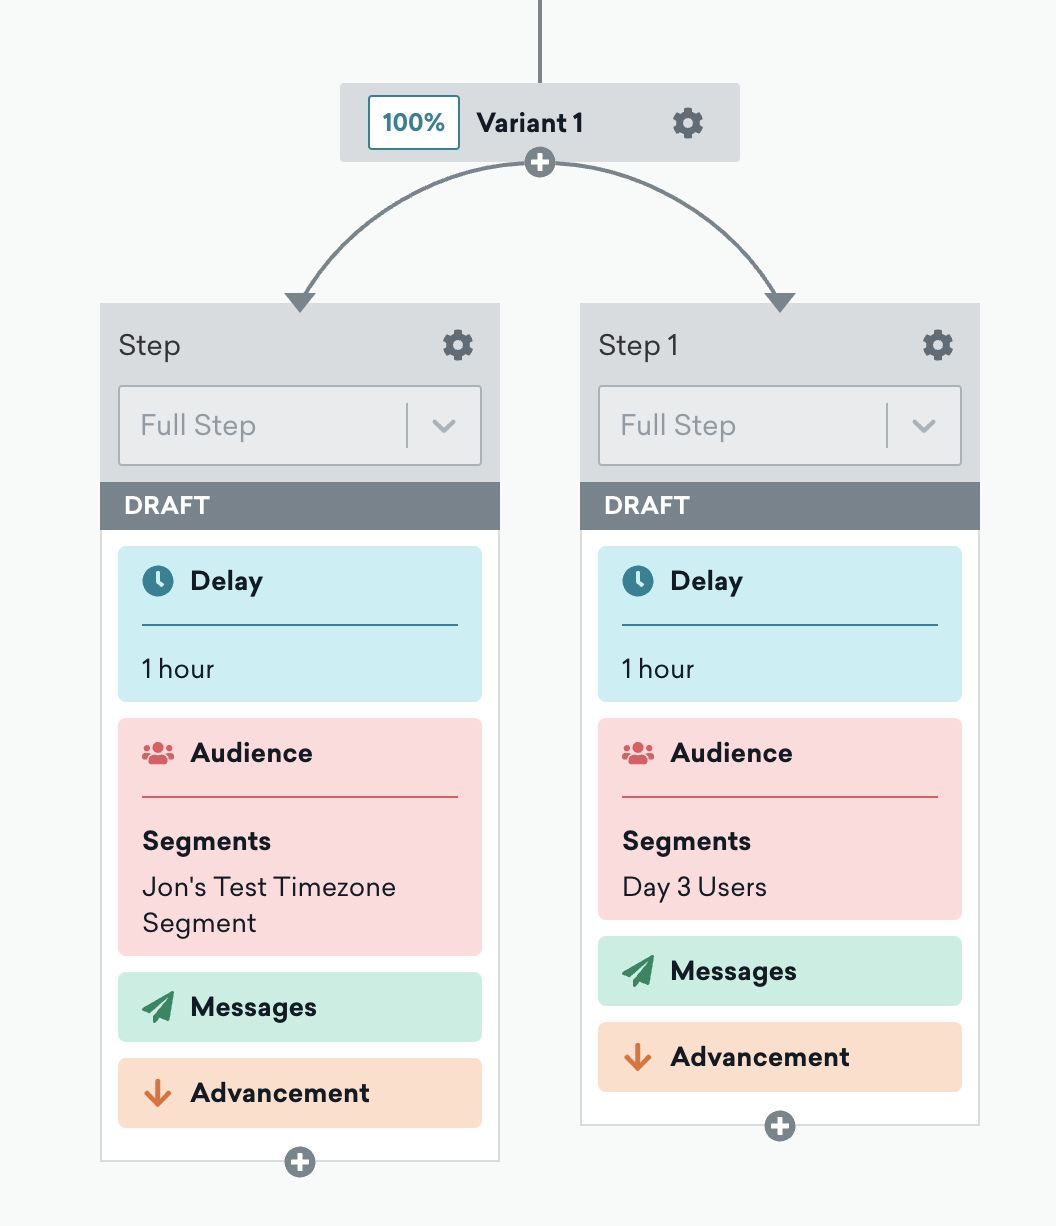 100% Variant 1
Step
Full Step
DRAFT
Delay
1 hour
Audience
Segments
Jon's Test Timezone
Segment
Messages
Advancement
Step 1
Full Step
DRAFT
Delay
1 hour
Audience
Segments
Day 3 Users
Messages
Advancement